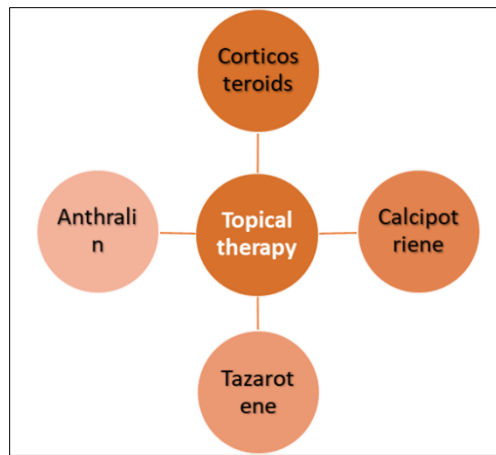 Corticos
teroids
Anthrali
n
Topical
therapy
Calcipot
riene
Tazarot
ene